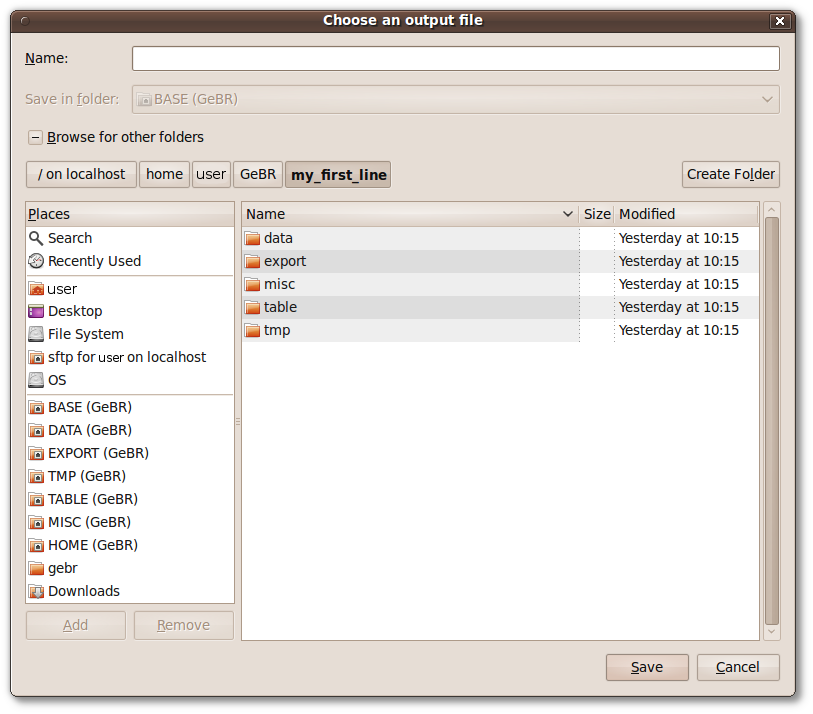 Choose an output file
Name:
Save in folder: BASE (GeBR)
Browse for other folders
/ on localhost home user GeBR my_first_line Create Folder
Places
Search
Recently Used
user
Desktop
File System
sftp for user on localhost
OS
BASE (GeBR)
DATA (GeBR)
EXPORT (GeBR)
TMP (GeBR)
TABLE (GeBR)
MISC (GeBR)
HOME (GeBR)
gebr
Downloads
Add Remove
Name Size Modified
data Yesterday at 10:15
export Yesterday at 10:15
misc Yesterday at 10:15
table Yesterday at 10:15
tmp Yesterday at 10:15
Save Cancel